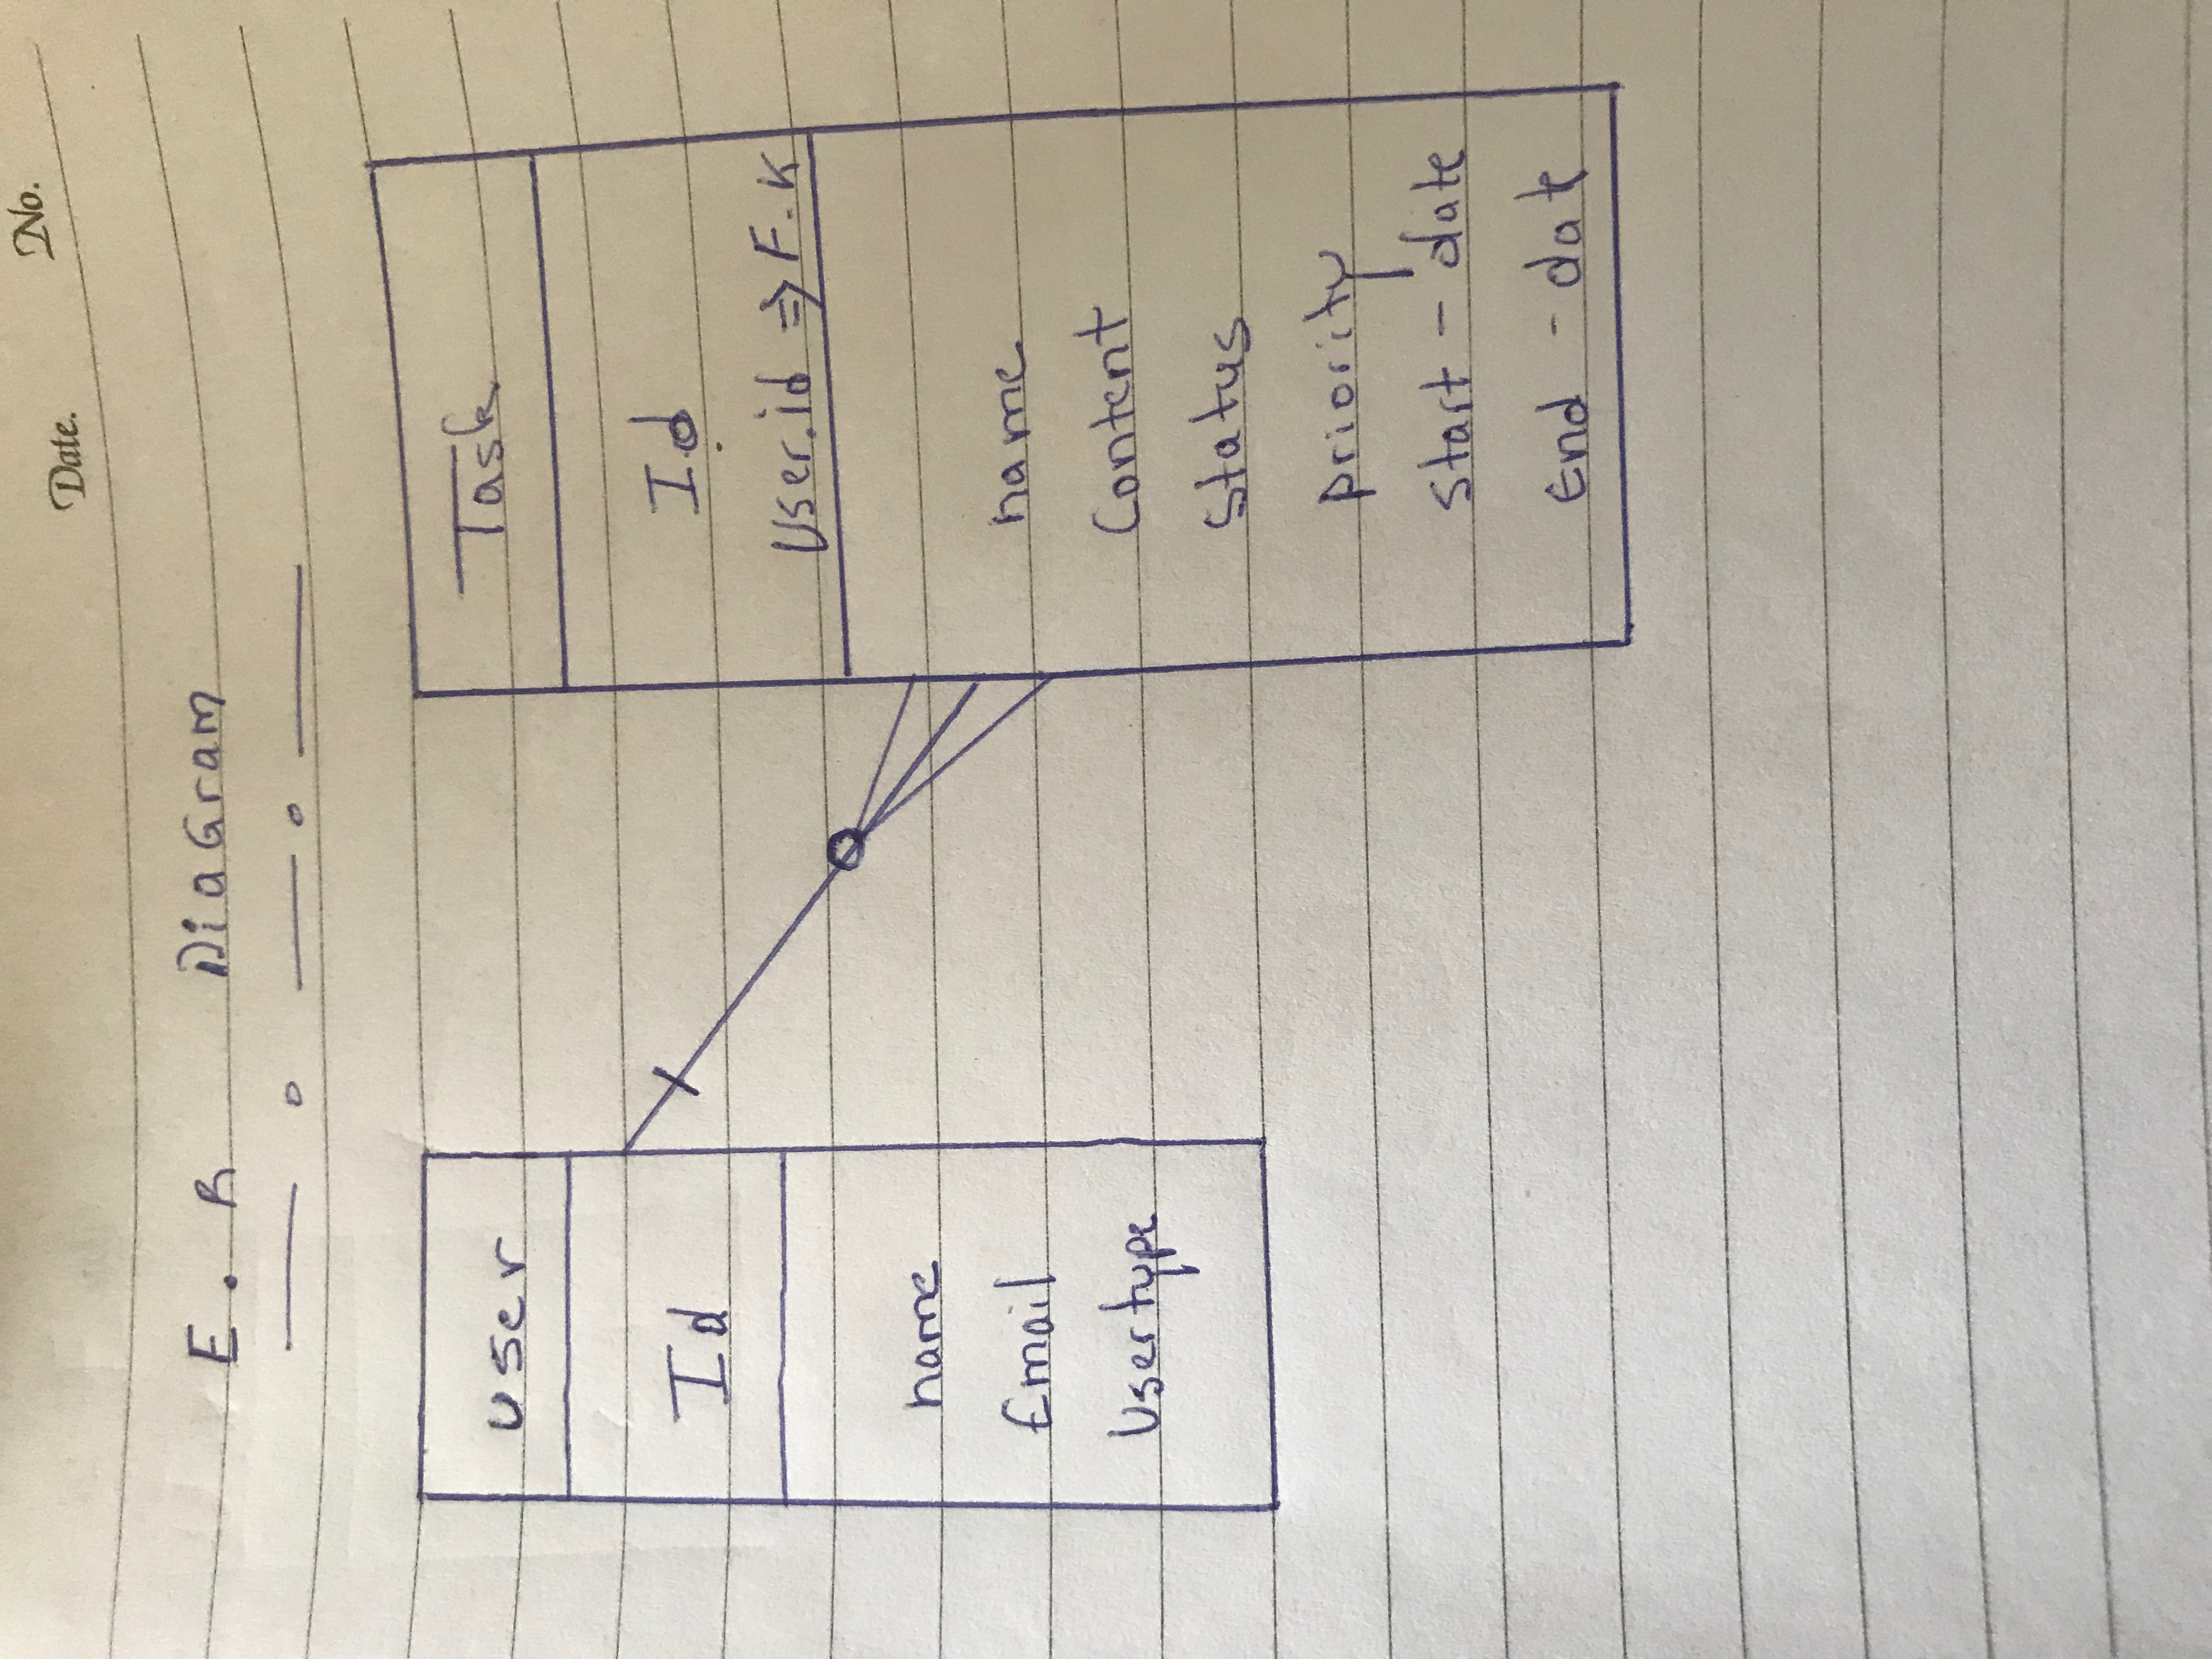 No.
Date.
E. R DiaGram
User
Id
name
Email
Usertype
Task
Id
User.id ⇒ F.K
name
Content
Status
priority
Start - date
End - date